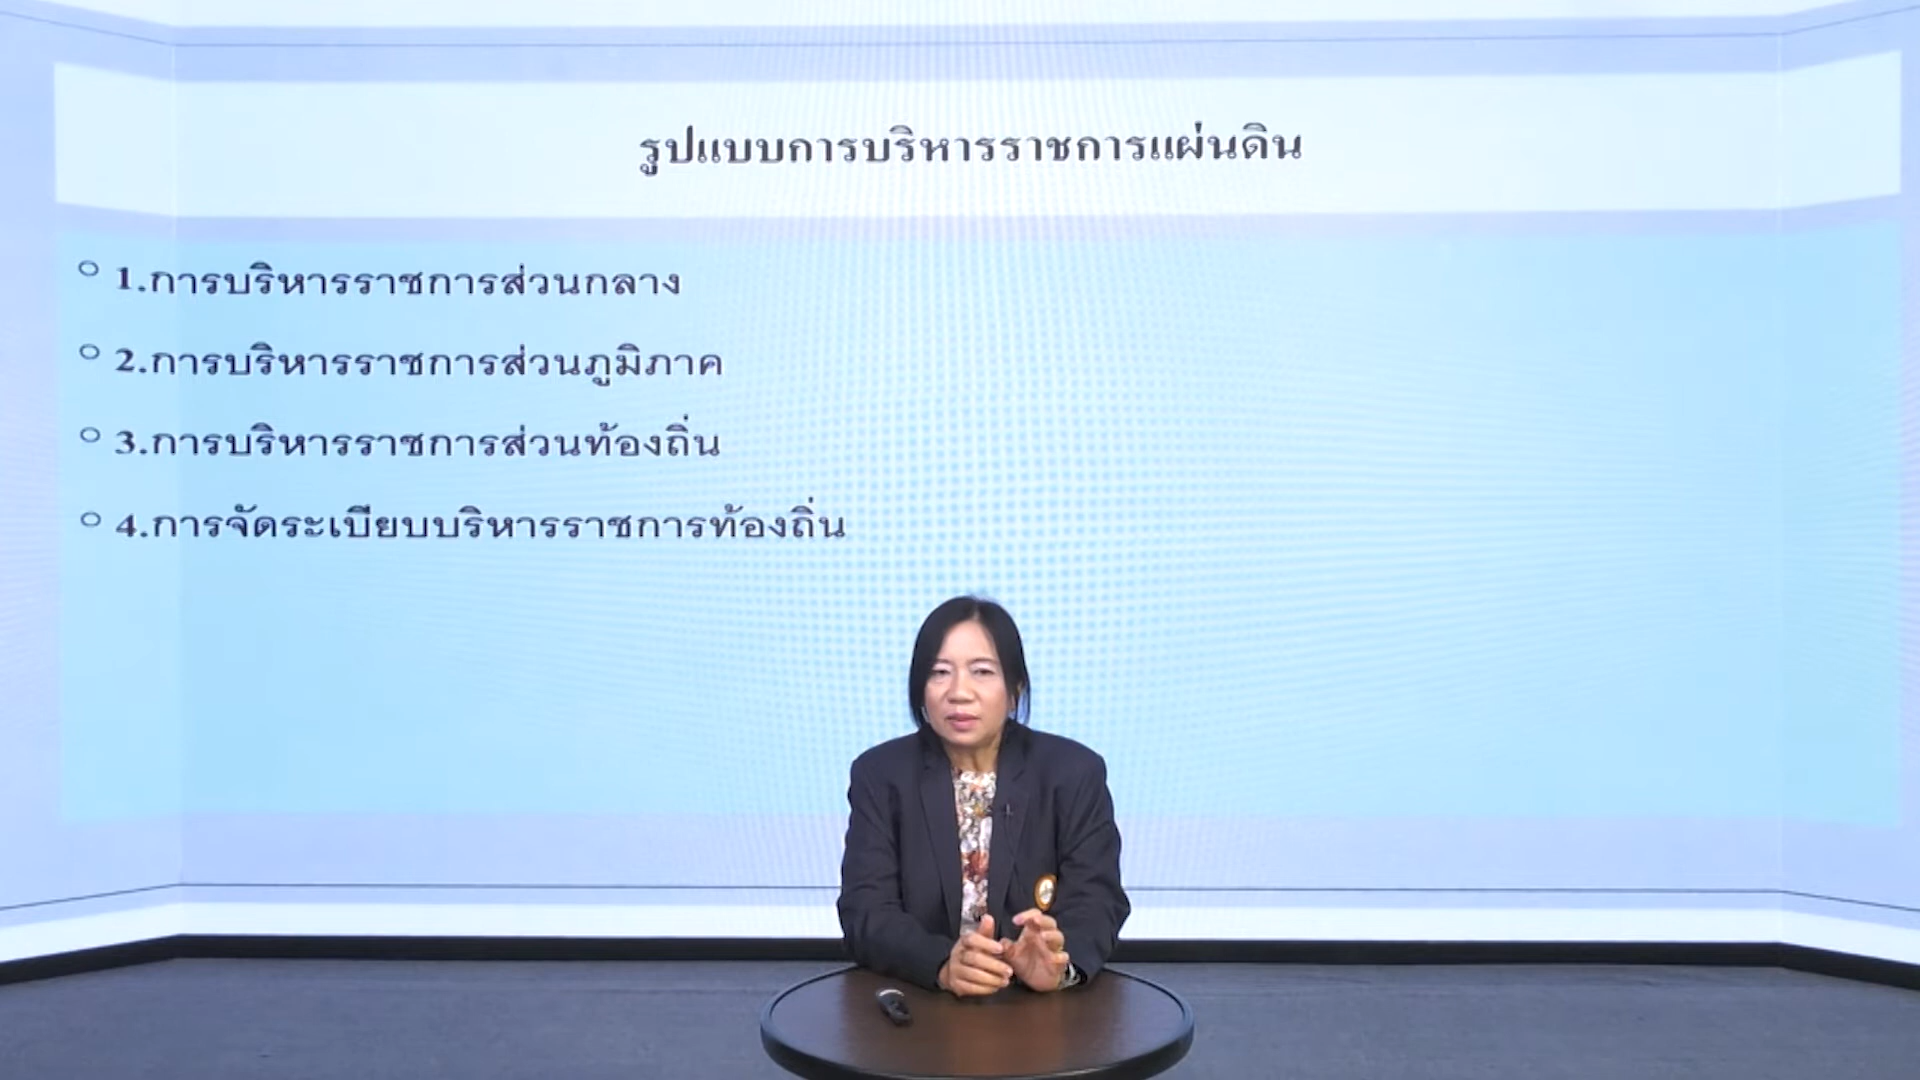 รูปแบบการบริหารราชการแผ่นดิน
1.การบริหารราชการส่วนกลาง
2.การบริหารราชการส่วนภูมิภาค
3.การบริหารราชการส่วนท้องถิ่น
4.การจัดระเบียบบริหารราชการท้องถิ่น